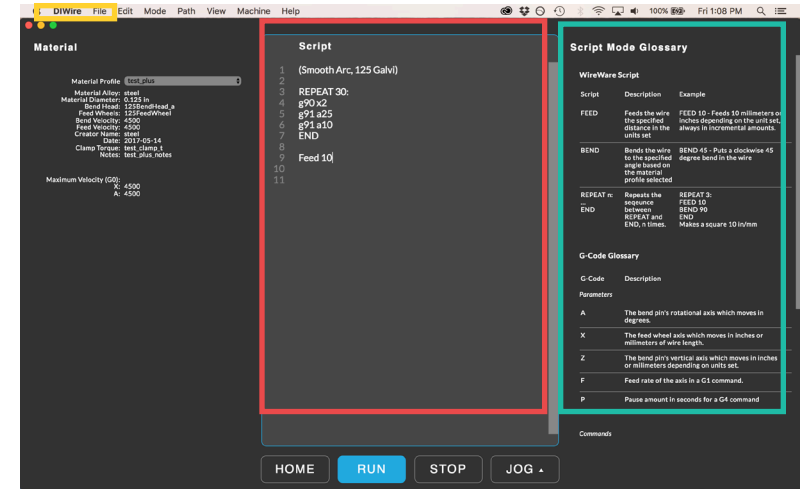 DIWire File Edit Mode Path View Machine Help 100% Fri 1:08 PM
Material
Material Profile test_plus
Material Alloy: steel
Material Diameter: 0.125 in
Bend Head: 125BendHead_a
Feed Wheels: 125FeedWheel
Bend Velocity: 4500
Feed Velocity: 4500
Creator Name: steel
Date: 2017-05-14
Clamp Torque: test_clamp_t
Notes: test_plus_notes
Maximum Velocity (G0):
X: 4500
A: 4500
Script
1 (Smooth Arc, 125 Galvi)
2
3 REPEAT 30:
4 g90 x2
5 g91 a25
6 g91 a10
7 END
8
9 Feed 10
10
11
Script Mode Glossary
WireWare Script
Script Description Example
FEED Feeds the wire FEED 10 - Feeds 10 milimeters or
the specified inches depending on the unit set,
distance in the always in incremental amounts.
units set
BEND Bends the wire BEND 45 - Puts a clockwise 45
to the specified degree bend in the wire
angle based on
the material
profile selected
REPEAT n: Repeats the REPEAT 3:
... seqeunce FEED 10
END between BEND 90
REPEAT and END
END, n times. Makes a square 10 in/mm
G-Code Glossary
G-Code Description
Parameters
A The bend pin's rotational axis which moves in
degrees.
X The feed wheel axis which moves in inches or
milimeters of wire length.
Z The bend pin's vertical axis which moves in inches
or millimeters depending on units set.
F Feed rate of the axis in a G1 command.
P Pause amount in seconds for a G4 command
Commands
HOME RUN STOP JOG